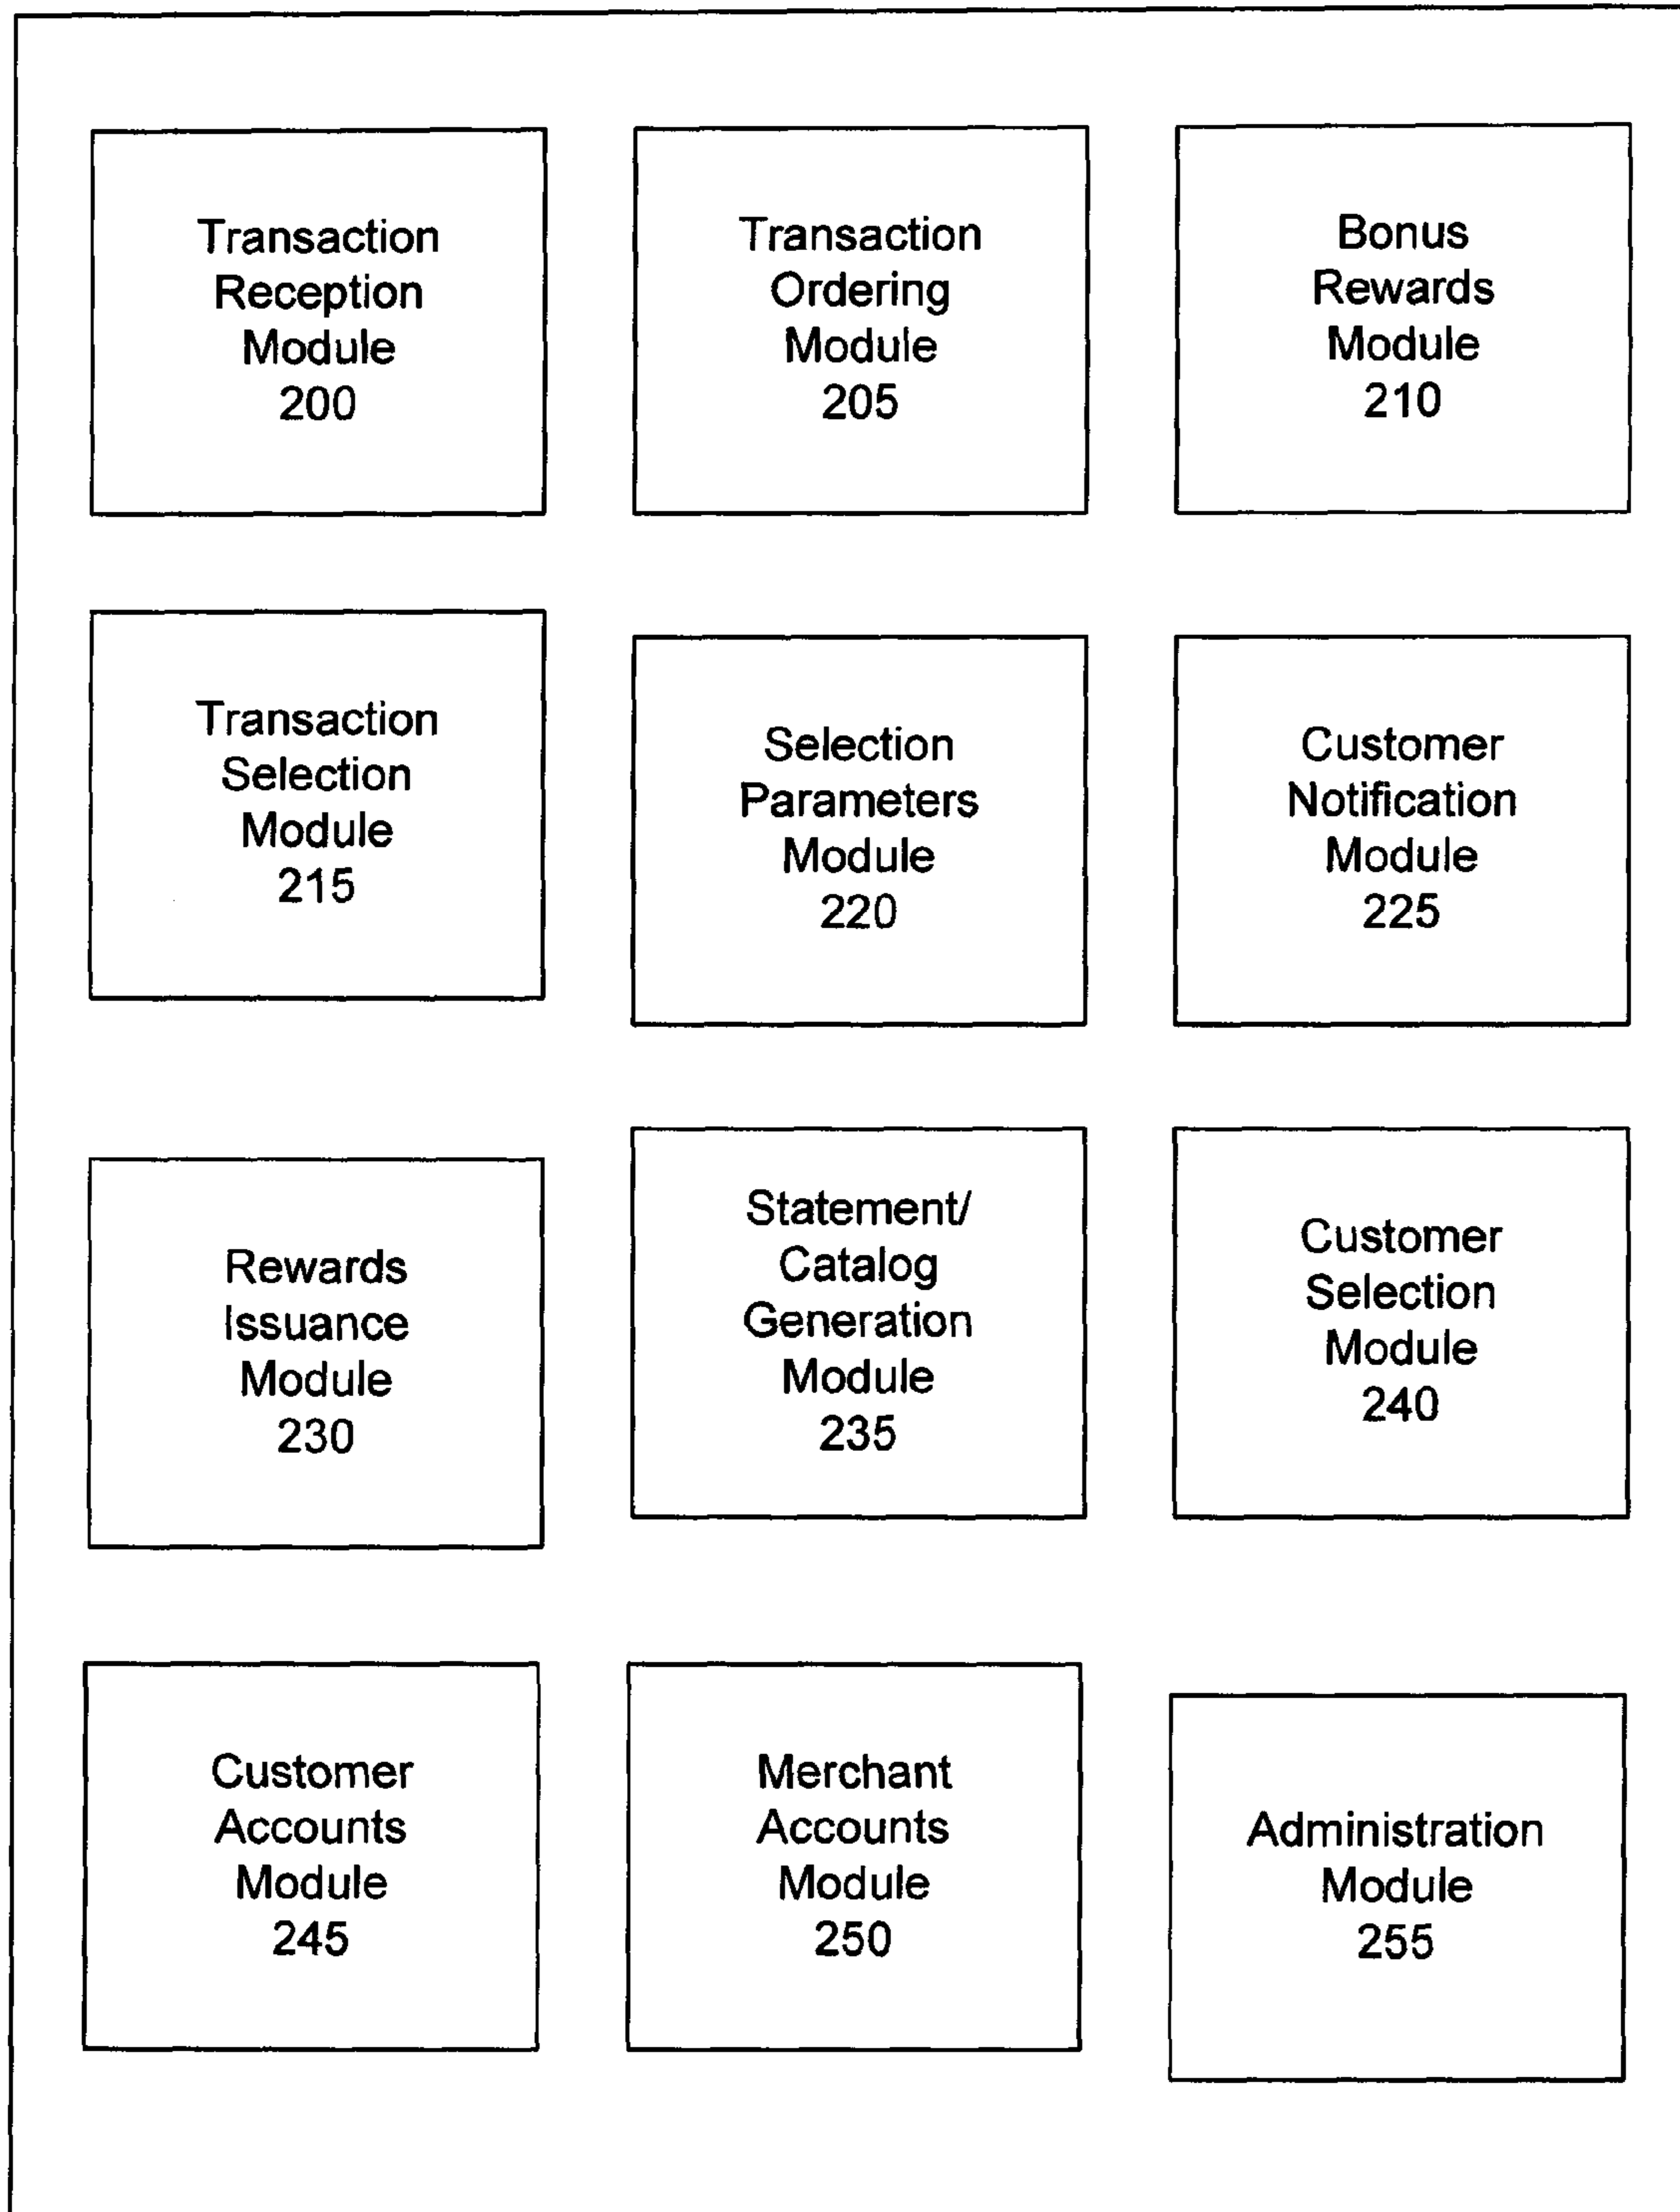 Transaction
Reception
Module
200
Transaction
Ordering
Module
205
Bonus
Rewards
Module
210
Transaction
Selection
Module
215
Selection
Parameters
Module
220
Customer
Notification
Module
225
Rewards
Issuance
Module
230
Statement/
Catalog
Generation
Module
235
Customer
Selection
Module
240
Customer
Accounts
Module
245
Merchant
Accounts
Module
250
Administration
Module
255